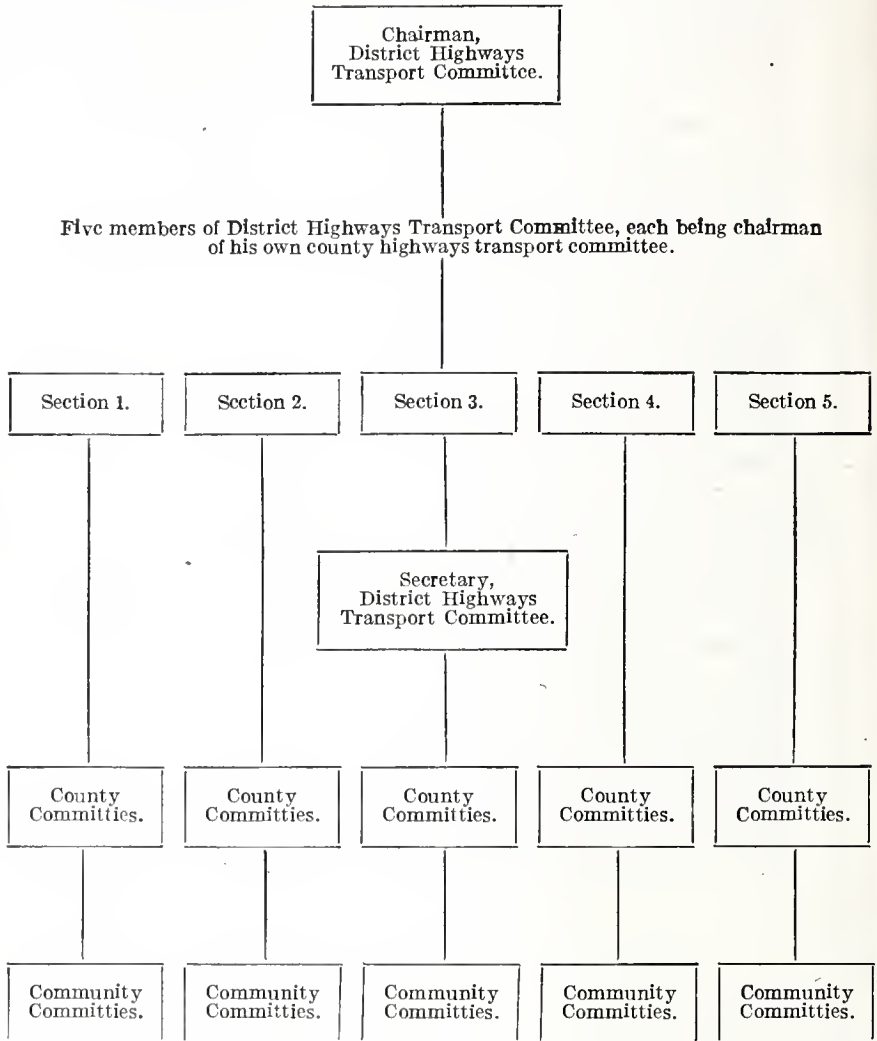 Chairman,
District Highways
Transport Committee.
Five members of District Highways Transport Committee, each being chairman
of his own county highways transport committee.
Section 1.
Section 2.
Section 3.
Section 4.
Section 5.
Secretary,
District Highways
Transport Committee.
County
Committies.
County
Committies.
County
Committies.
County
Committies.
County
Committies.
Community
Committies.
Community
Committies.
Community
Committies.
Community
Committies.
Community
Committies.